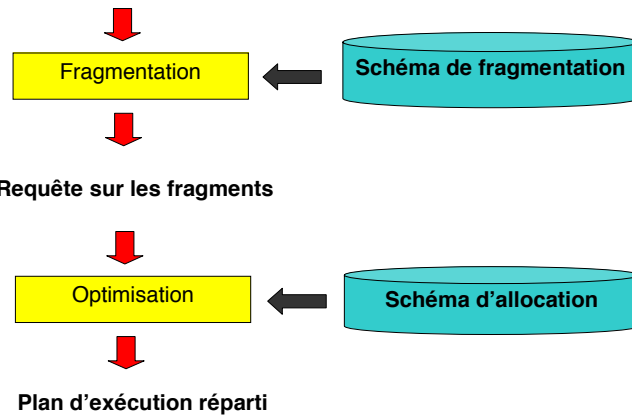 Fragmentation
Schéma de fragmentation
Requête sur les fragments
Optimisation
Schéma d'allocation
Plan d'exécution réparti